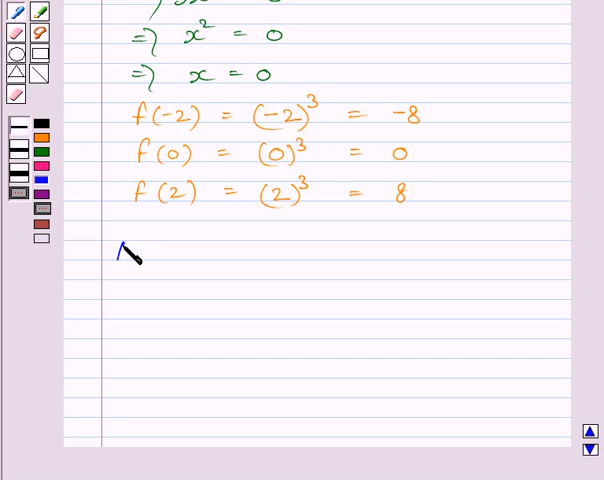 =) x² = 0
=) x = 0
f(-2) = (-2)³ = -8
f(0) = (0)³ = 0
f(2) = (2)³ = 8